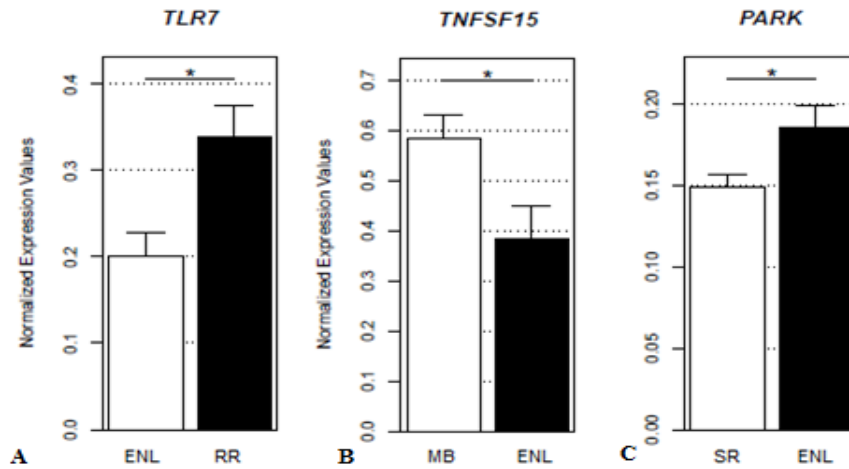 TLR7
TNFSF15
PARK
Normalized Expression Values
0.0
0.1
0.2
0.3
0.4
*
A
ENL
RR
Normalized Expression Values
0.0
0.1
0.2
0.3
0.4
0.5
0.6
0.7
*
B
MB
ENL
0.00
0.05
0.10
0.15
0.20
*
C
SR
ENL